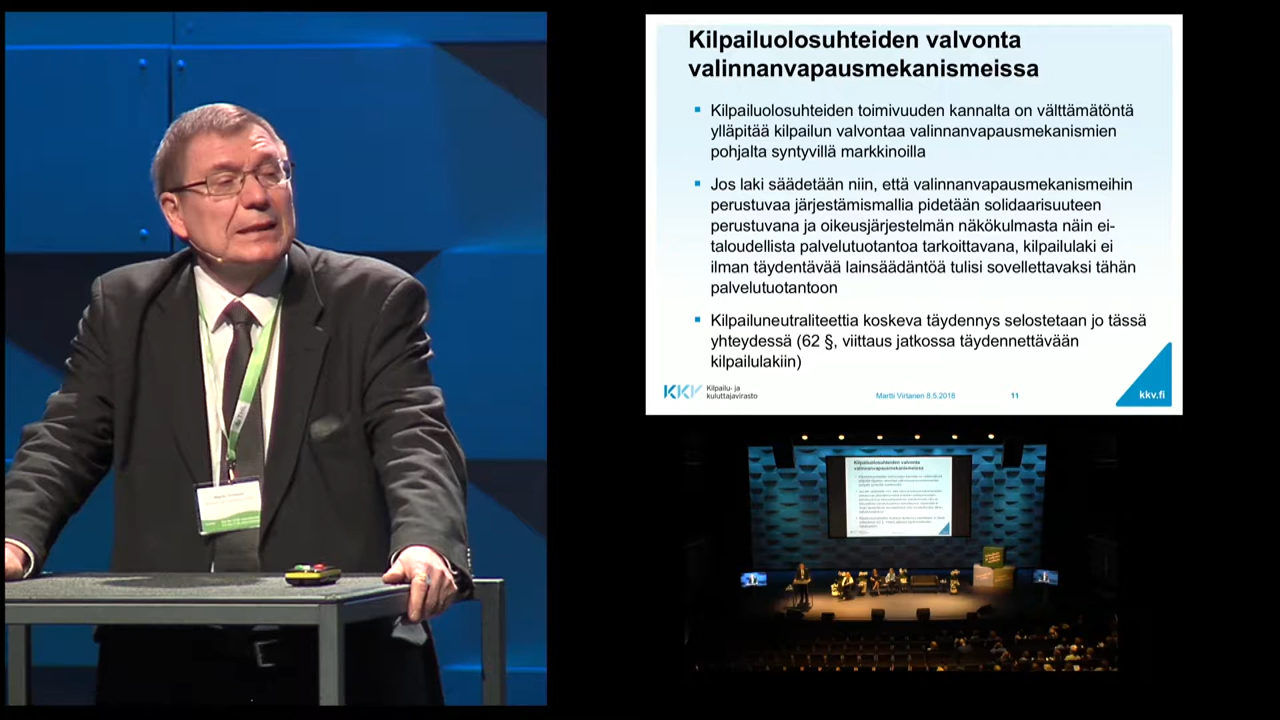 Kilpailuolosuhteiden valvonta
valinnanvapausmekanismeissa
Kilpailuolosuhteiden toimivuuden kannalta on välttämätöntä
ylläpitää kilpailun valvontaa valinnanvapausmekanismien
pohjalta syntyvillä markkinoilla
Jos laki säädetään niin, että valinnanvapausmekanismeihin
perustuvaa järjestämismallia pidetään solidaarisuuteen
perustuvana ja oikeusjärjestelmän näkökulmasta näin ei-
taloudellista palvelutuotantoa tarkoittavana, kilpailulaki ei
ilman täydentävää lainsäädäntöä tulisi sovellettavaksi tähän
palvelutuotantoon
Kilpailuneutraliteettia koskeva täydennys selostetaan jo tässä
yhteydessä (62 §, viittaus jatkossa täydennettävään
kilpailulakiin)
KKV Kilpailu- ja
kuluttajavirasto
Martti Virtanen 8.5.2018
11
kkv.fi
Kilpailuolosuhteiden valvonta
valinnanvapausmekanismeissa